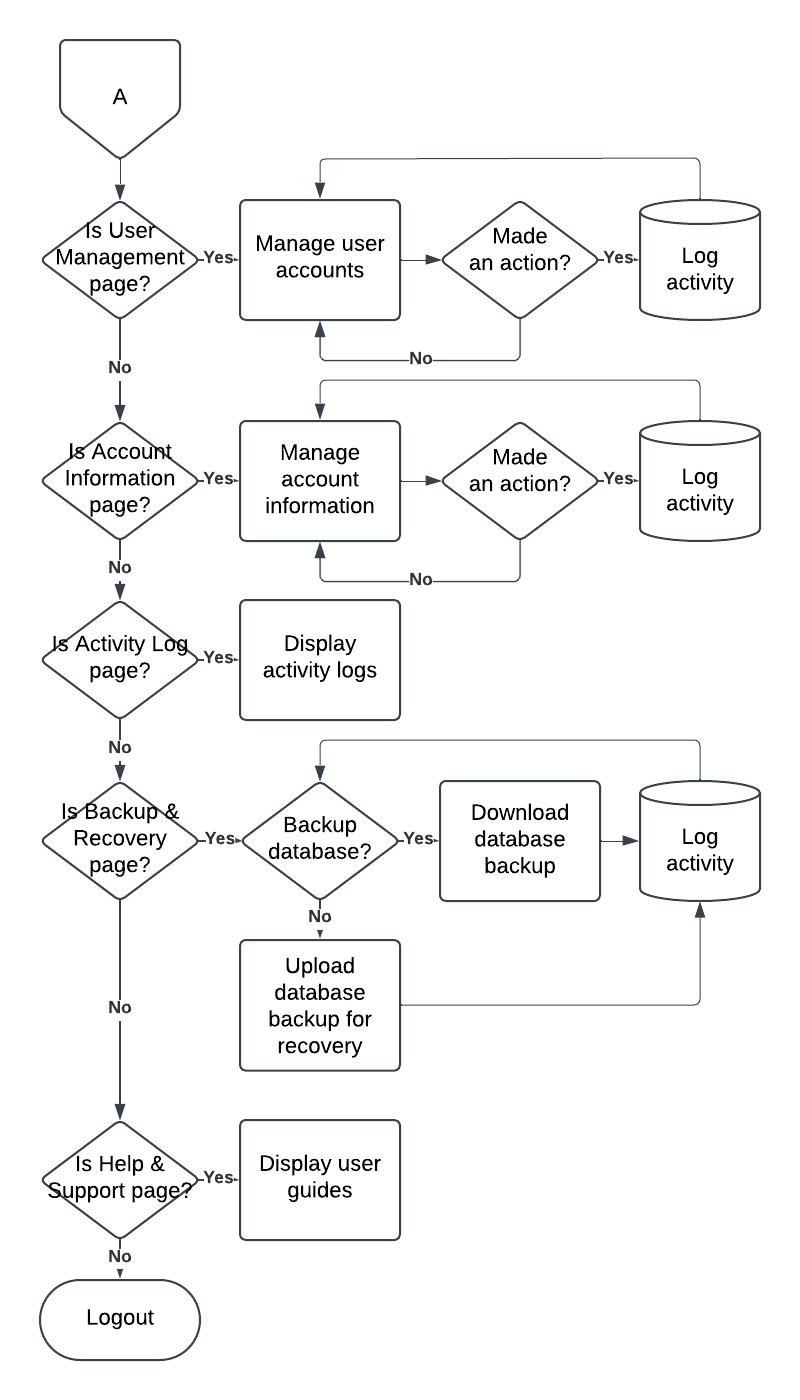 A
Is User
Management
page?
Yes
Manage user
accounts
Made
an action?
Yes
Log
activity
No
No
Is Account
Information
page?
Yes
Manage
account
information
Made
an action?
Yes
Log
activity
No
No
Is Activity Log
page?
Yes
Display
activity logs
No
Is Backup &
Recovery
page?
Yes
Backup
database?
Yes
Download
database
backup
Log
activity
No
Upload
database
backup for
recovery
No
Is Help &
Support page?
Yes
Display user
guides
No
Logout